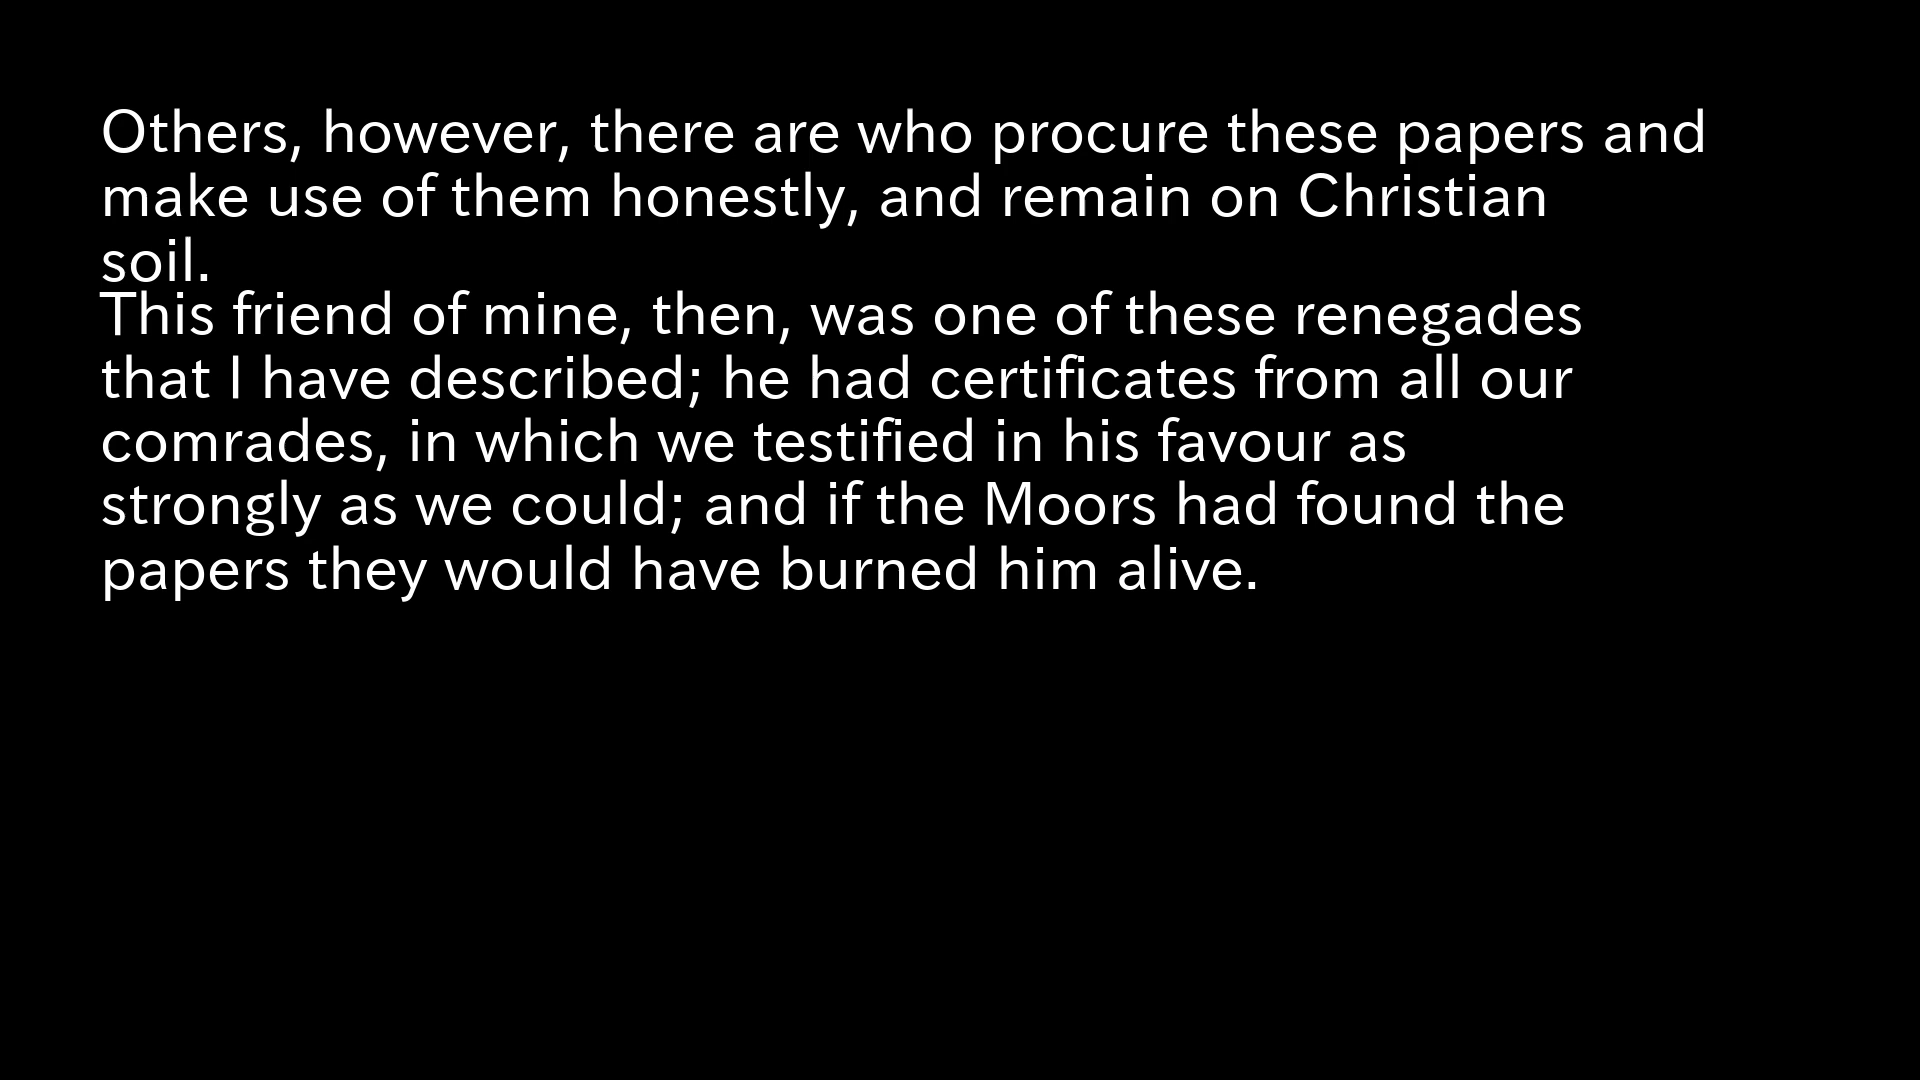 Others, however, there are who procure these papers and
make use of them honestly, and remain on Christian
soil.
This friend of mine, then, was one of these renegades
that I have described; he had certificates from all our
comrades, in which we testified in his favour as
strongly as we could; and if the Moors had found the
papers they would have burned him alive.